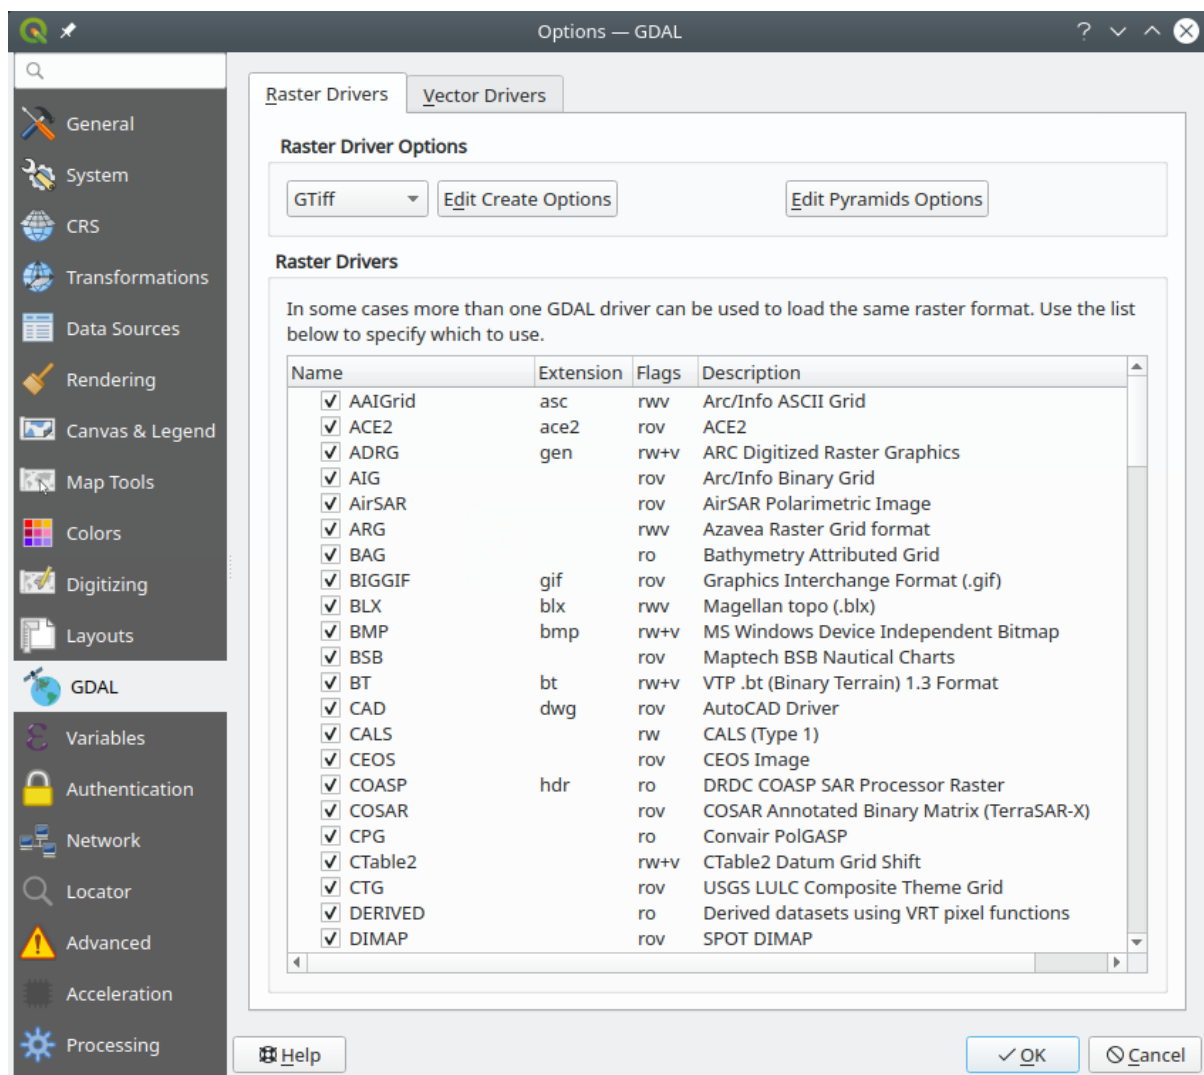 Options — GDAL
General
System
CRS
Transformations
Data Sources
Rendering
Canvas & Legend
Map Tools
Colors
Digitizing
Layouts
GDAL
Variables
Authentication
Network
Locator
Advanced
Acceleration
Processing
Raster Drivers Vector Drivers
Raster Driver Options
GTiff Edit Create Options Edit Pyramids Options
Raster Drivers
In some cases more than one GDAL driver can be used to load the same raster format. Use the list
below to specify which to use.
Name Extension Flags Description
AAIGrid asc rwv Arc/Info ASCII Grid
ACE2 ace2 rov ACE2
ADRG gen rw+v ARC Digitized Raster Graphics
AIG rov Arc/Info Binary Grid
AirSAR rov AirSAR Polarimetric Image
ARG rwv Azavea Raster Grid format
BAG ro Bathymetry Attributed Grid
BIGGIF gif rov Graphics Interchange Format (.gif)
BLX blx rwv Magellan topo (.blx)
BMP bmp rw+v MS Windows Device Independent Bitmap
BSB rov Maptech BSB Nautical Charts
BT bt rw+v VTP .bt (Binary Terrain) 1.3 Format
CAD dwg rov AutoCAD Driver
CALS rw CALS (Type 1)
CEOS rov CEOS Image
COASP hdr ro DRDC COASP SAR Processor Raster
COSAR rov COSAR Annotated Binary Matrix (TerraSAR-X)
CPG ro Convair PolGASP
CTable2 rw+v CTable2 Datum Grid Shift
CTG rov USGS LULC Composite Theme Grid
DERIVED ro Derived datasets using VRT pixel functions
DIMAP rov SPOT DIMAP
Help OK Cancel